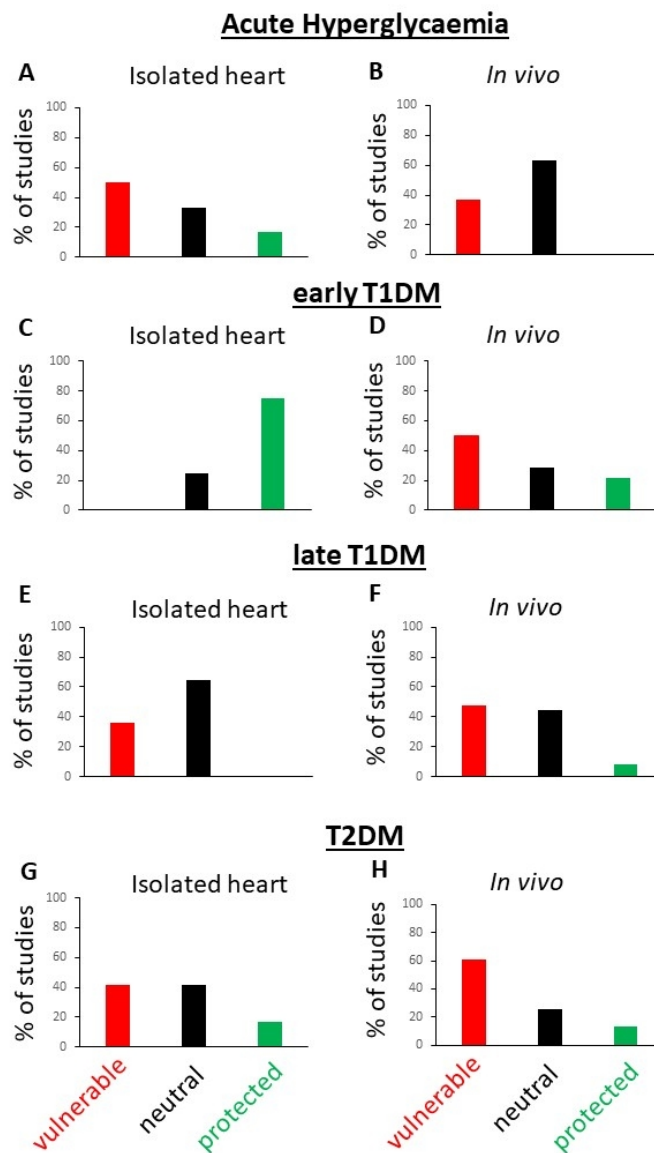 Acute Hyperglycaemia
A Isolated heart
B In vivo
% of studies
100
80
60
40
20
0
% of studies
100
80
60
40
20
0
early T1DM
C Isolated heart
D In vivo
% of studies
100
80
60
40
20
0
% of studies
100
80
60
40
20
0
late T1DM
E Isolated heart
F In vivo
% of studies
100
80
60
40
20
0
% of studies
100
80
60
40
20
0
T2DM
G Isolated heart
H In vivo
% of studies
100
80
60
40
20
0
% of studies
100
80
60
40
20
0
vulnerable
neutral
protected
vulnerable
neutral
protected